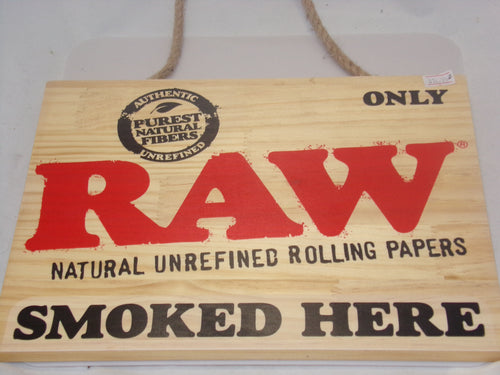 ONLY
AUTHENTIC
PUREST
NATURAL
FIBERS
UNREFINED
RAW®
NATURAL UNREFINED ROLLING PAPERS
SMOKED HERE